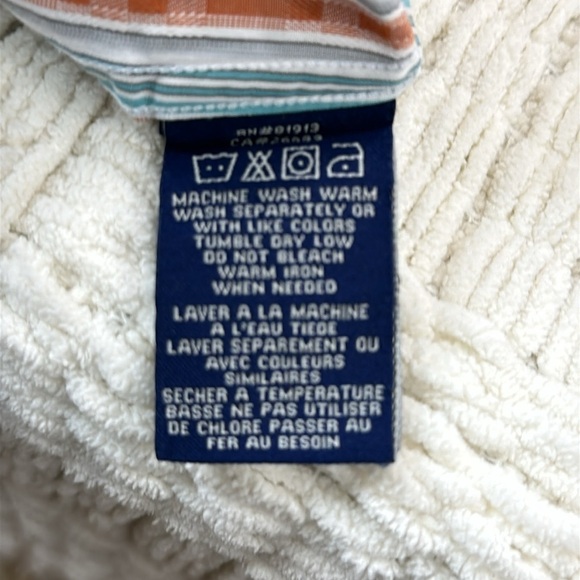 RN#81913
MACHINE WASH WARM
WASH SEPARATELY OR
WITH LIKE COLORS
TUMBLE DRY LOW
DO NOT BLEACH
WARM IRON
WHEN NEEDED
LAVER A LA MACHINE
A L'EAU TIEDE
LAVER SEPAREMENT OU
AVEC COULEURS
SIMILAIRES
SECHER A TEMPERATURE
BASSE NE PAS UTILISER
DE CHLORE PASSER AU
FER AU BESOIN